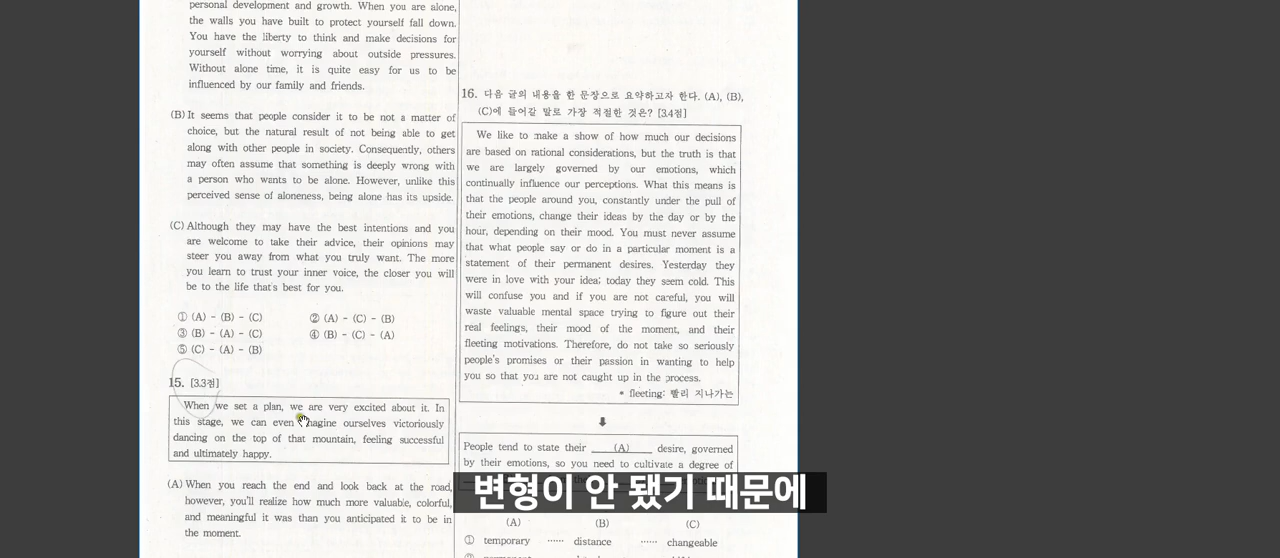 personal development and growth. When you are alone,
the walls you have built to protect yourself fall down.
You have the liberty to think and make decisions for
yourself without worrying about outside pressures.
Without alone time, it is quite easy for us to be
influenced by our family and friends.
(B) It seems that people consider it to be not a matter of
choice, but the natural result of not being able to get
along with other people in society. Consequently, others
may often assume that something is deeply wrong with
a person who wants to be alone. However, unlike this
perceived sense of aloneness, being alone has its upside.
(C) Although they may have the best intentions and you
are welcome to take their advice, their opinions may
steer you away from what you truly want. The more
you learn to trust your inner voice, the closer you will
be to the life that's best for you.
① (A) - (B) - (C) ② (A) - (C) - (B)
③ (B) - (A) - (C) ④ (B) - (C) - (A)
⑤ (C) - (A) - (B)
15. [3.3점]
When we set a plan, we are very excited about it. In
this stage, we can even imagine ourselves victoriously
dancing on the top of that mountain, feeling successful
and ultimately happy.
(A) When you reach the end and look back at the road,
however, you'll realize how much more valuable, colorful,
and meaningful it was than you anticipated it to be in
the moment.
16. 다음 글의 내용을 한 문장으로 요약하고자 한다. (A), (B),
(C)에 들어갈 말로 가장 적절한 것은? [3.4점]
We like to make a show of how much our decisions
are based on rational considerations, but the truth is that
we are largely governed by our emotions, which
continually influence our perceptions. What this means is
that the people around you, constantly under the pull of
their emotions, change their ideas by the day or by the
hour, depending on their mood. You must never assume
that what people say or do in a particular moment is a
statement of their permanent desires. Yesterday they
were in love with your idea; today they seem cold. This
will confuse you and if you are not careful, you will
waste valuable mental space trying to figure out their
real feelings, their mood of the moment, and their
fleeting motivations. Therefore, do not take so seriously
people's promises or their passion in wanting to help
you so that you are not caught up in the process.
* fleeting: 빨리 지나가는
People tend to state their (A) desire, governed
by their emotions, so you need to cultivate a degree of
변형이 안 됐기 때문에
(A) (B) (C)
① temporary ...... distance ...... changeable